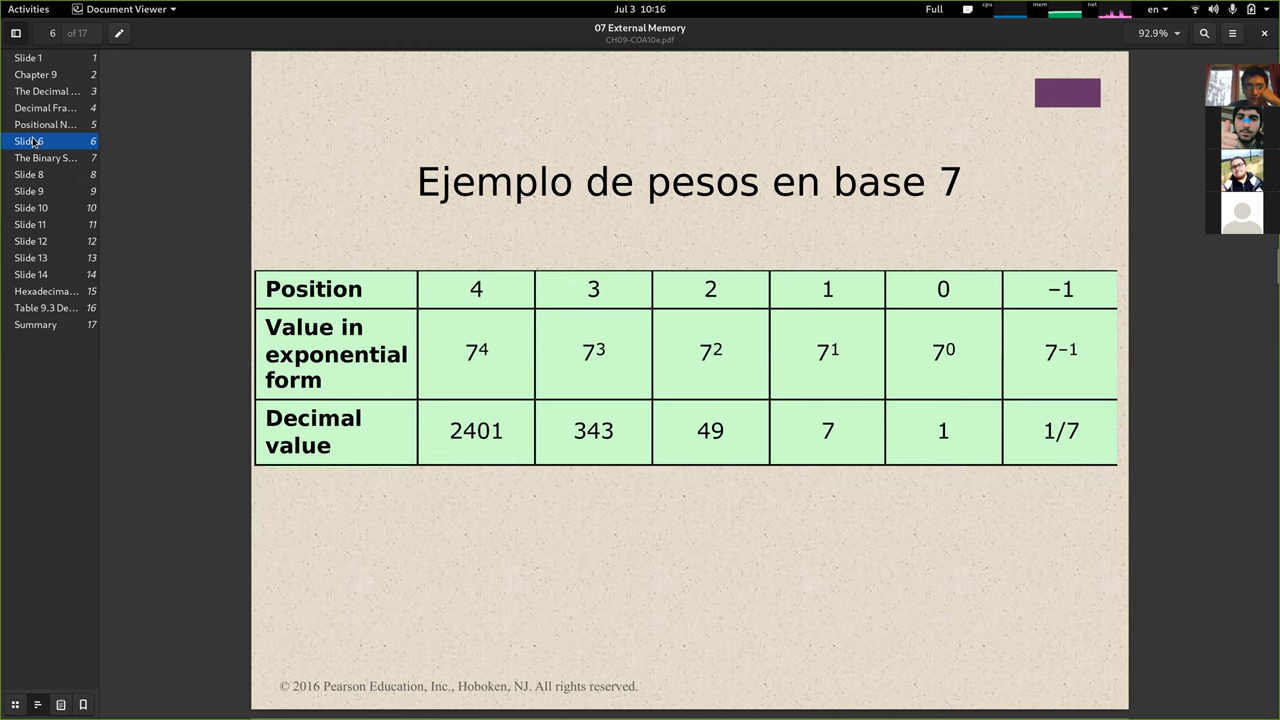 Activities Document Viewer Jul 3 10:16 Full cpu mem net en
6 of 17 07 External Memory 92.9%
CH09-COA10e.pdf
Slide 1 1
Chapter 9 2
The Decimal ... 3
Decimal Fra... 4
Positional N... 5
Slide 6 6
The Binary S... 7
Slide 8 8
Slide 9 9
Slide 10 10
Slide 11 11
Slide 12 12
Slide 13 13
Slide 14 14
Hexadecima... 15
Table 9.3 De... 16
Summary 17
Ejemplo de pesos en base 7
Position 4 3 2 1 0 −1
Value in
exponential 7⁴ 7³ 7² 7¹ 7⁰ 7⁻¹
form
Decimal
value 2401 343 49 7 1 1/7
© 2016 Pearson Education, Inc., Hoboken, NJ. All rights reserved.